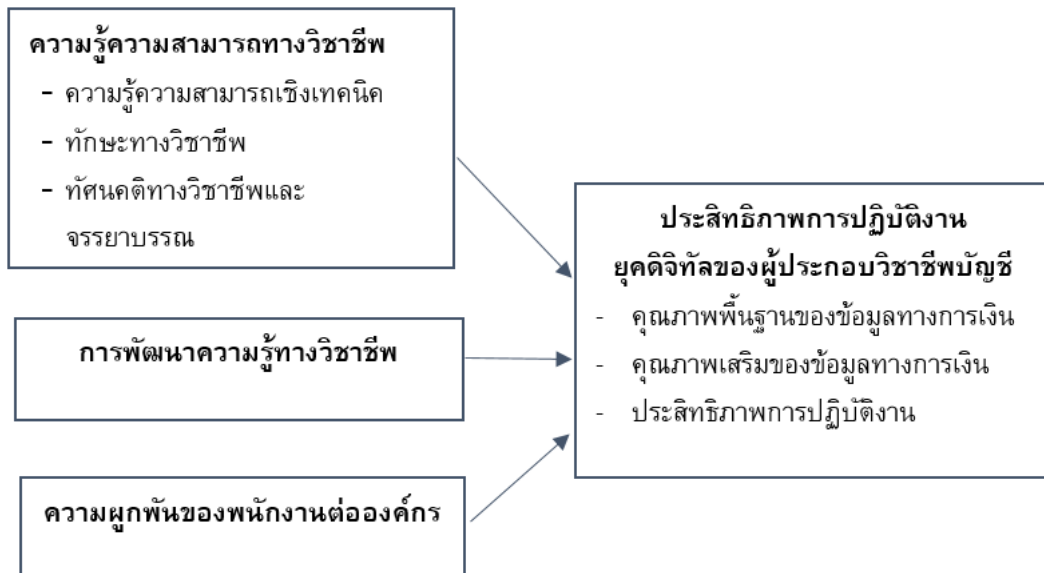 ความรู้ความสามารถทางวิชาชีพ
- ความรู้ความสามารถเชิงเทคนิค
- ทักษะทางวิชาชีพ
- ทัศนคติทางวิชาชีพและ
จรรยาบรรณ
การพัฒนาความรู้ทางวิชาชีพ
ความผูกพันของพนักงานต่อองค์กร
ประสิทธิภาพการปฏิบัติงาน
ยุคดิจิทัลของผู้ประกอบวิชาชีพบัญชี
- คุณภาพพื้นฐานของข้อมูลทางการเงิน
- คุณภาพเสริมของข้อมูลทางการเงิน
- ประสิทธิภาพการปฏิบัติงาน